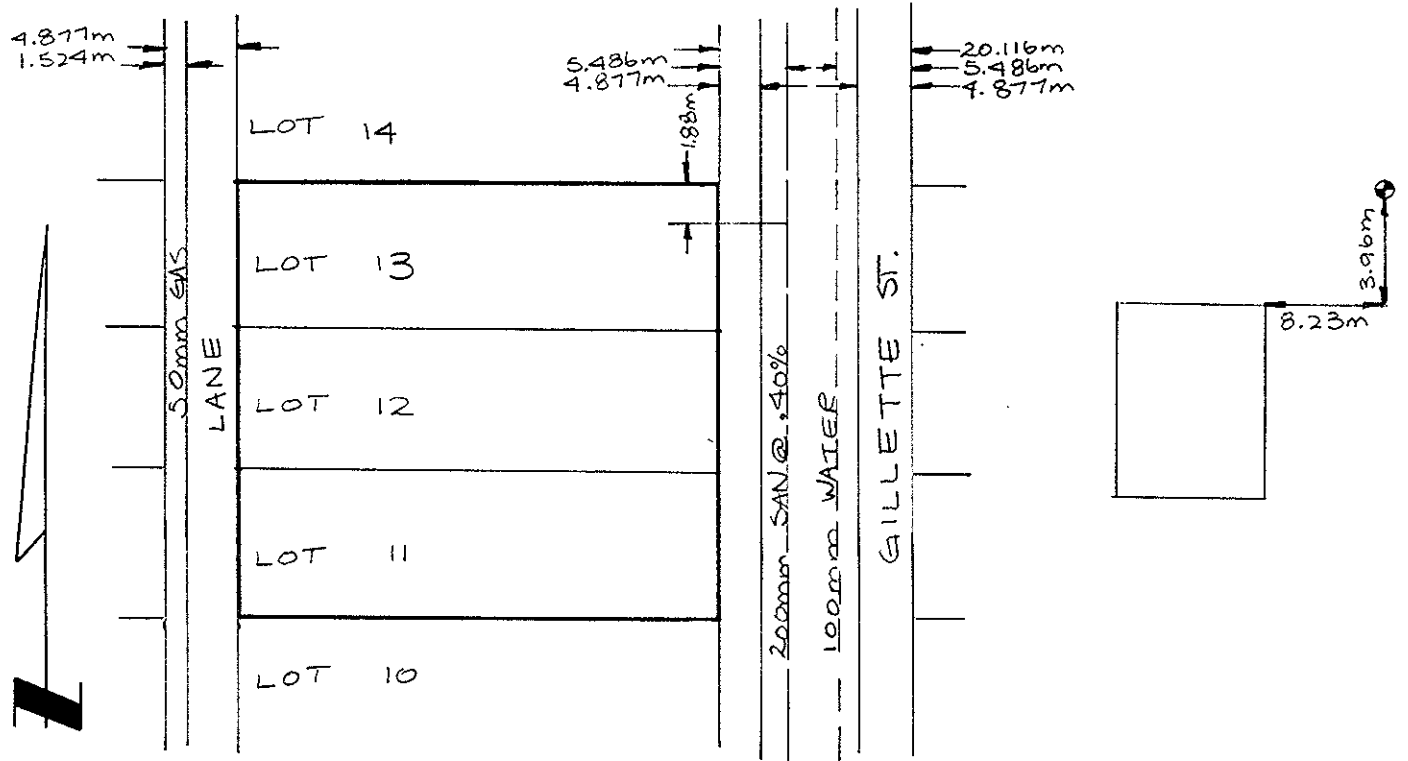 4.877m
1.524m
5.486m
4.877m
20.116m
5.486m
4.877m
1.88m
LOT 14
LOT 13
LOT 12
LOT 11
LOT 10
50mm GAS
LANE
200mm SAN @ .40%
100mm WATER
GILLETTE ST.
3.96m
8.23m